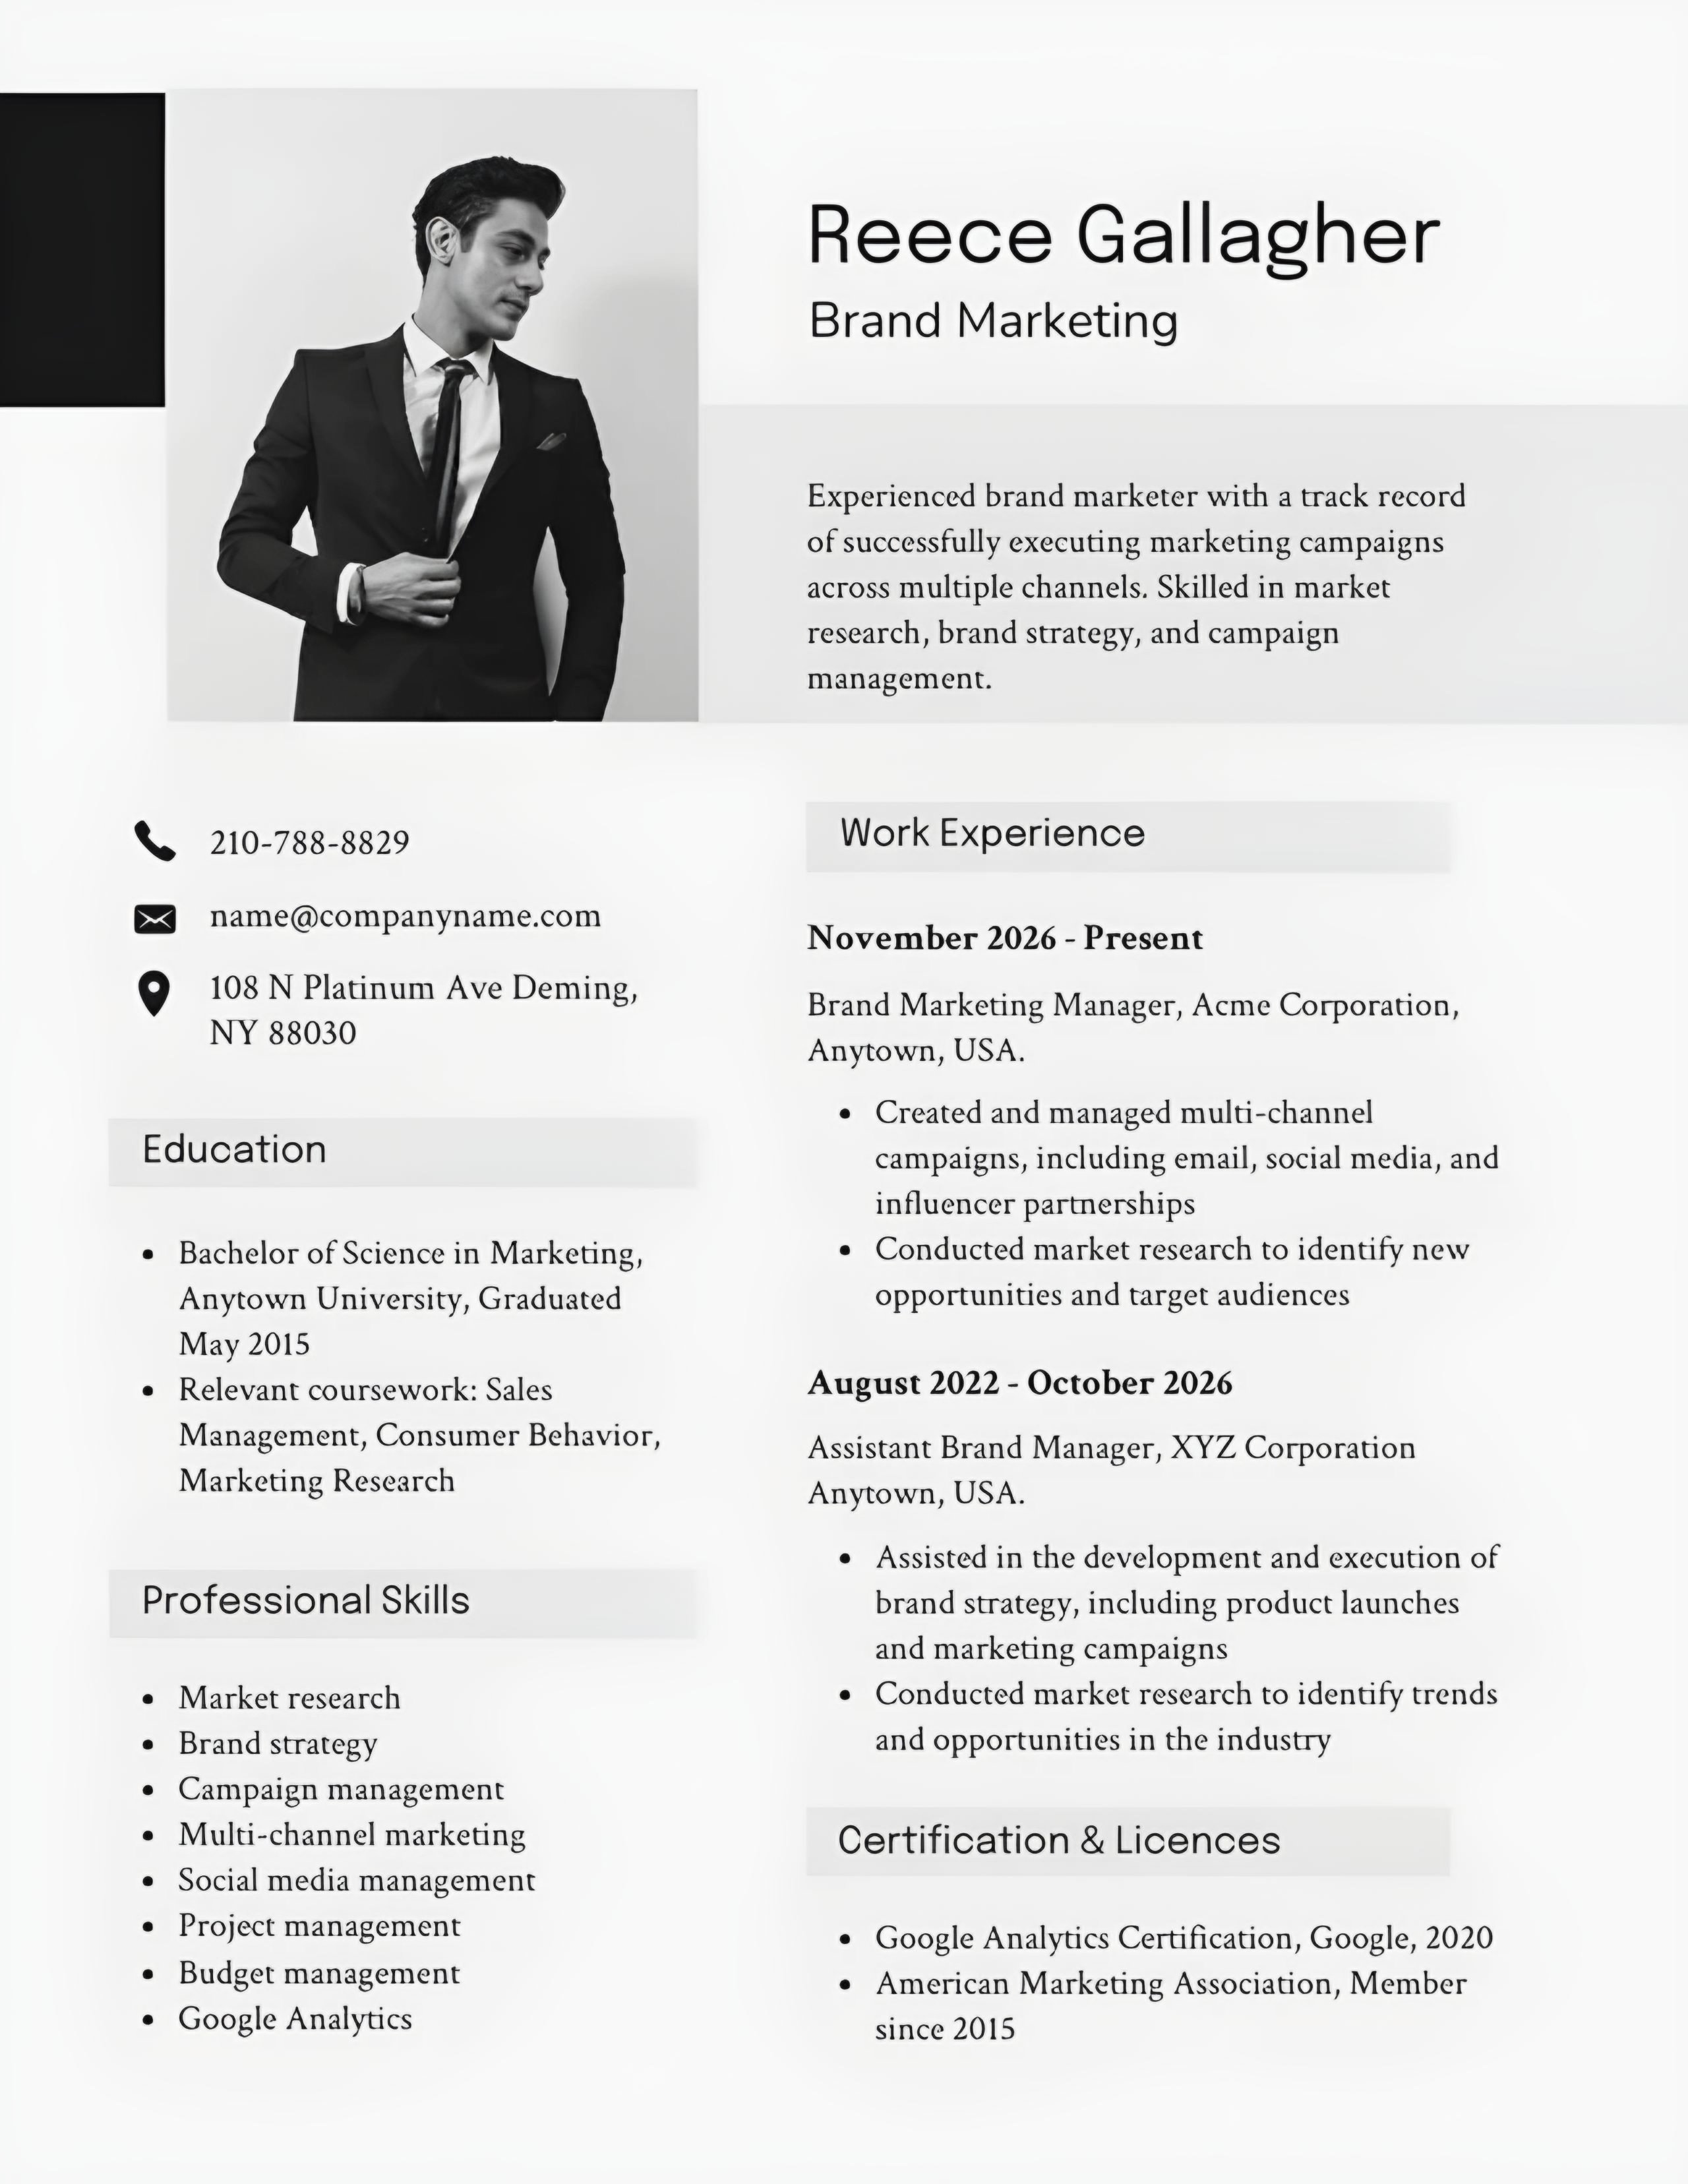 Reece Gallagher
Brand Marketing
Experienced brand marketer with a track record
of successfully executing marketing campaigns
across multiple channels. Skilled in market
research, brand strategy, and campaign
management.
210-788-8829
name@companyname.com
108 N Platinum Ave Deming,
NY 88030
Education
• Bachelor of Science in Marketing,
Anytown University, Graduated
May 2015
• Relevant coursework: Sales
Management, Consumer Behavior,
Marketing Research
Professional Skills
• Market research
• Brand strategy
• Campaign management
• Multi-channel marketing
• Social media management
• Project management
• Budget management
• Google Analytics
Work Experience
November 2026 - Present
Brand Marketing Manager, Acme Corporation,
Anytown, USA.
• Created and managed multi-channel
campaigns, including email, social media, and
influencer partnerships
• Conducted market research to identify new
opportunities and target audiences
August 2022 - October 2026
Assistant Brand Manager, XYZ Corporation
Anytown, USA.
• Assisted in the development and execution of
brand strategy, including product launches
and marketing campaigns
• Conducted market research to identify trends
and opportunities in the industry
Certification & Licences
• Google Analytics Certification, Google, 2020
• American Marketing Association, Member
since 2015